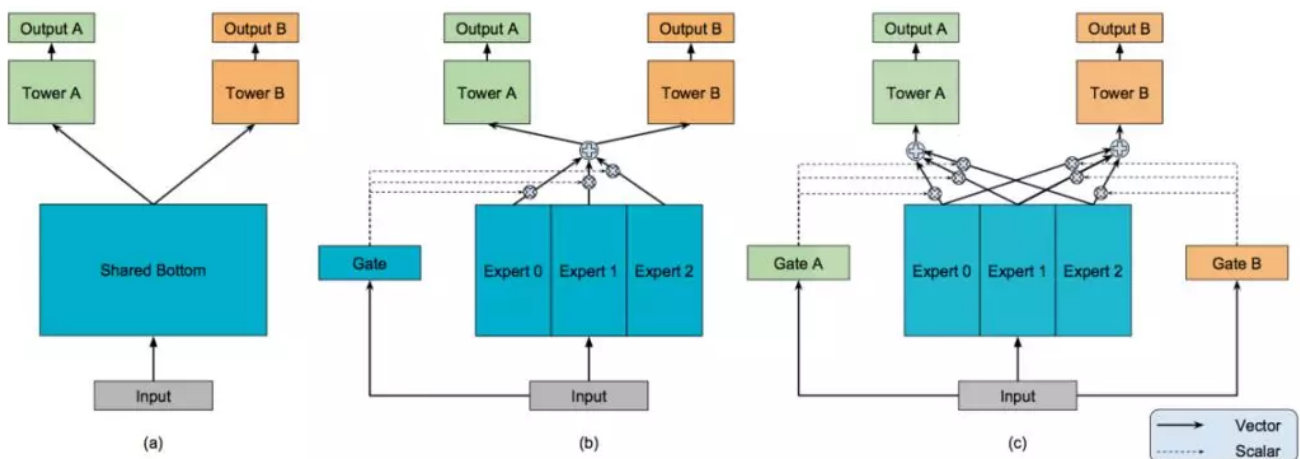 Output A
Output B
Tower A
Tower B
Shared Bottom
Input
(a)
Output A
Output B
Tower A
Tower B
Gate
Expert 0
Expert 1
Expert 2
Input
(b)
Output A
Output B
Tower A
Tower B
Gate A
Expert 0
Expert 1
Expert 2
Gate B
Input
(c)
Vector
Scalar